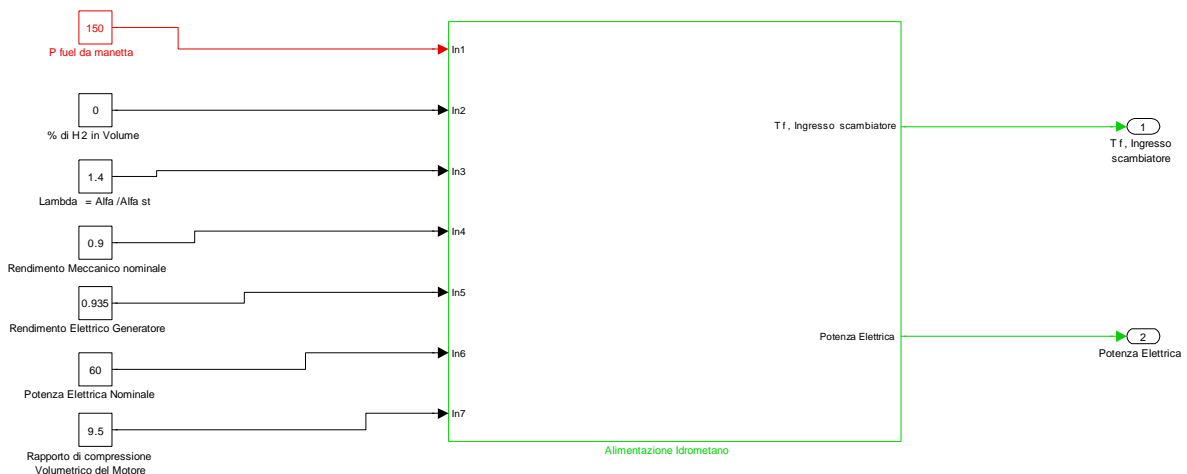 150
P fuel da manetta
In1
0
% di H2 in Volume
In2
T f , Ingresso scambiatore
1
T f , Ingresso
scambiatore
1.4
Lambda = Alfa /Alfa st
In3
0.9
Rendimento Meccanico nominale
In4
0.935
Rendimento Elettrico Generatore
In5
Potenza Elettrica
2
Potenza Elettrica
60
Potenza Elettrica Nominale
In6
9.5
Rapporto di compressione
Volumetrico del Motore
In7
Alimentazione Idrometano